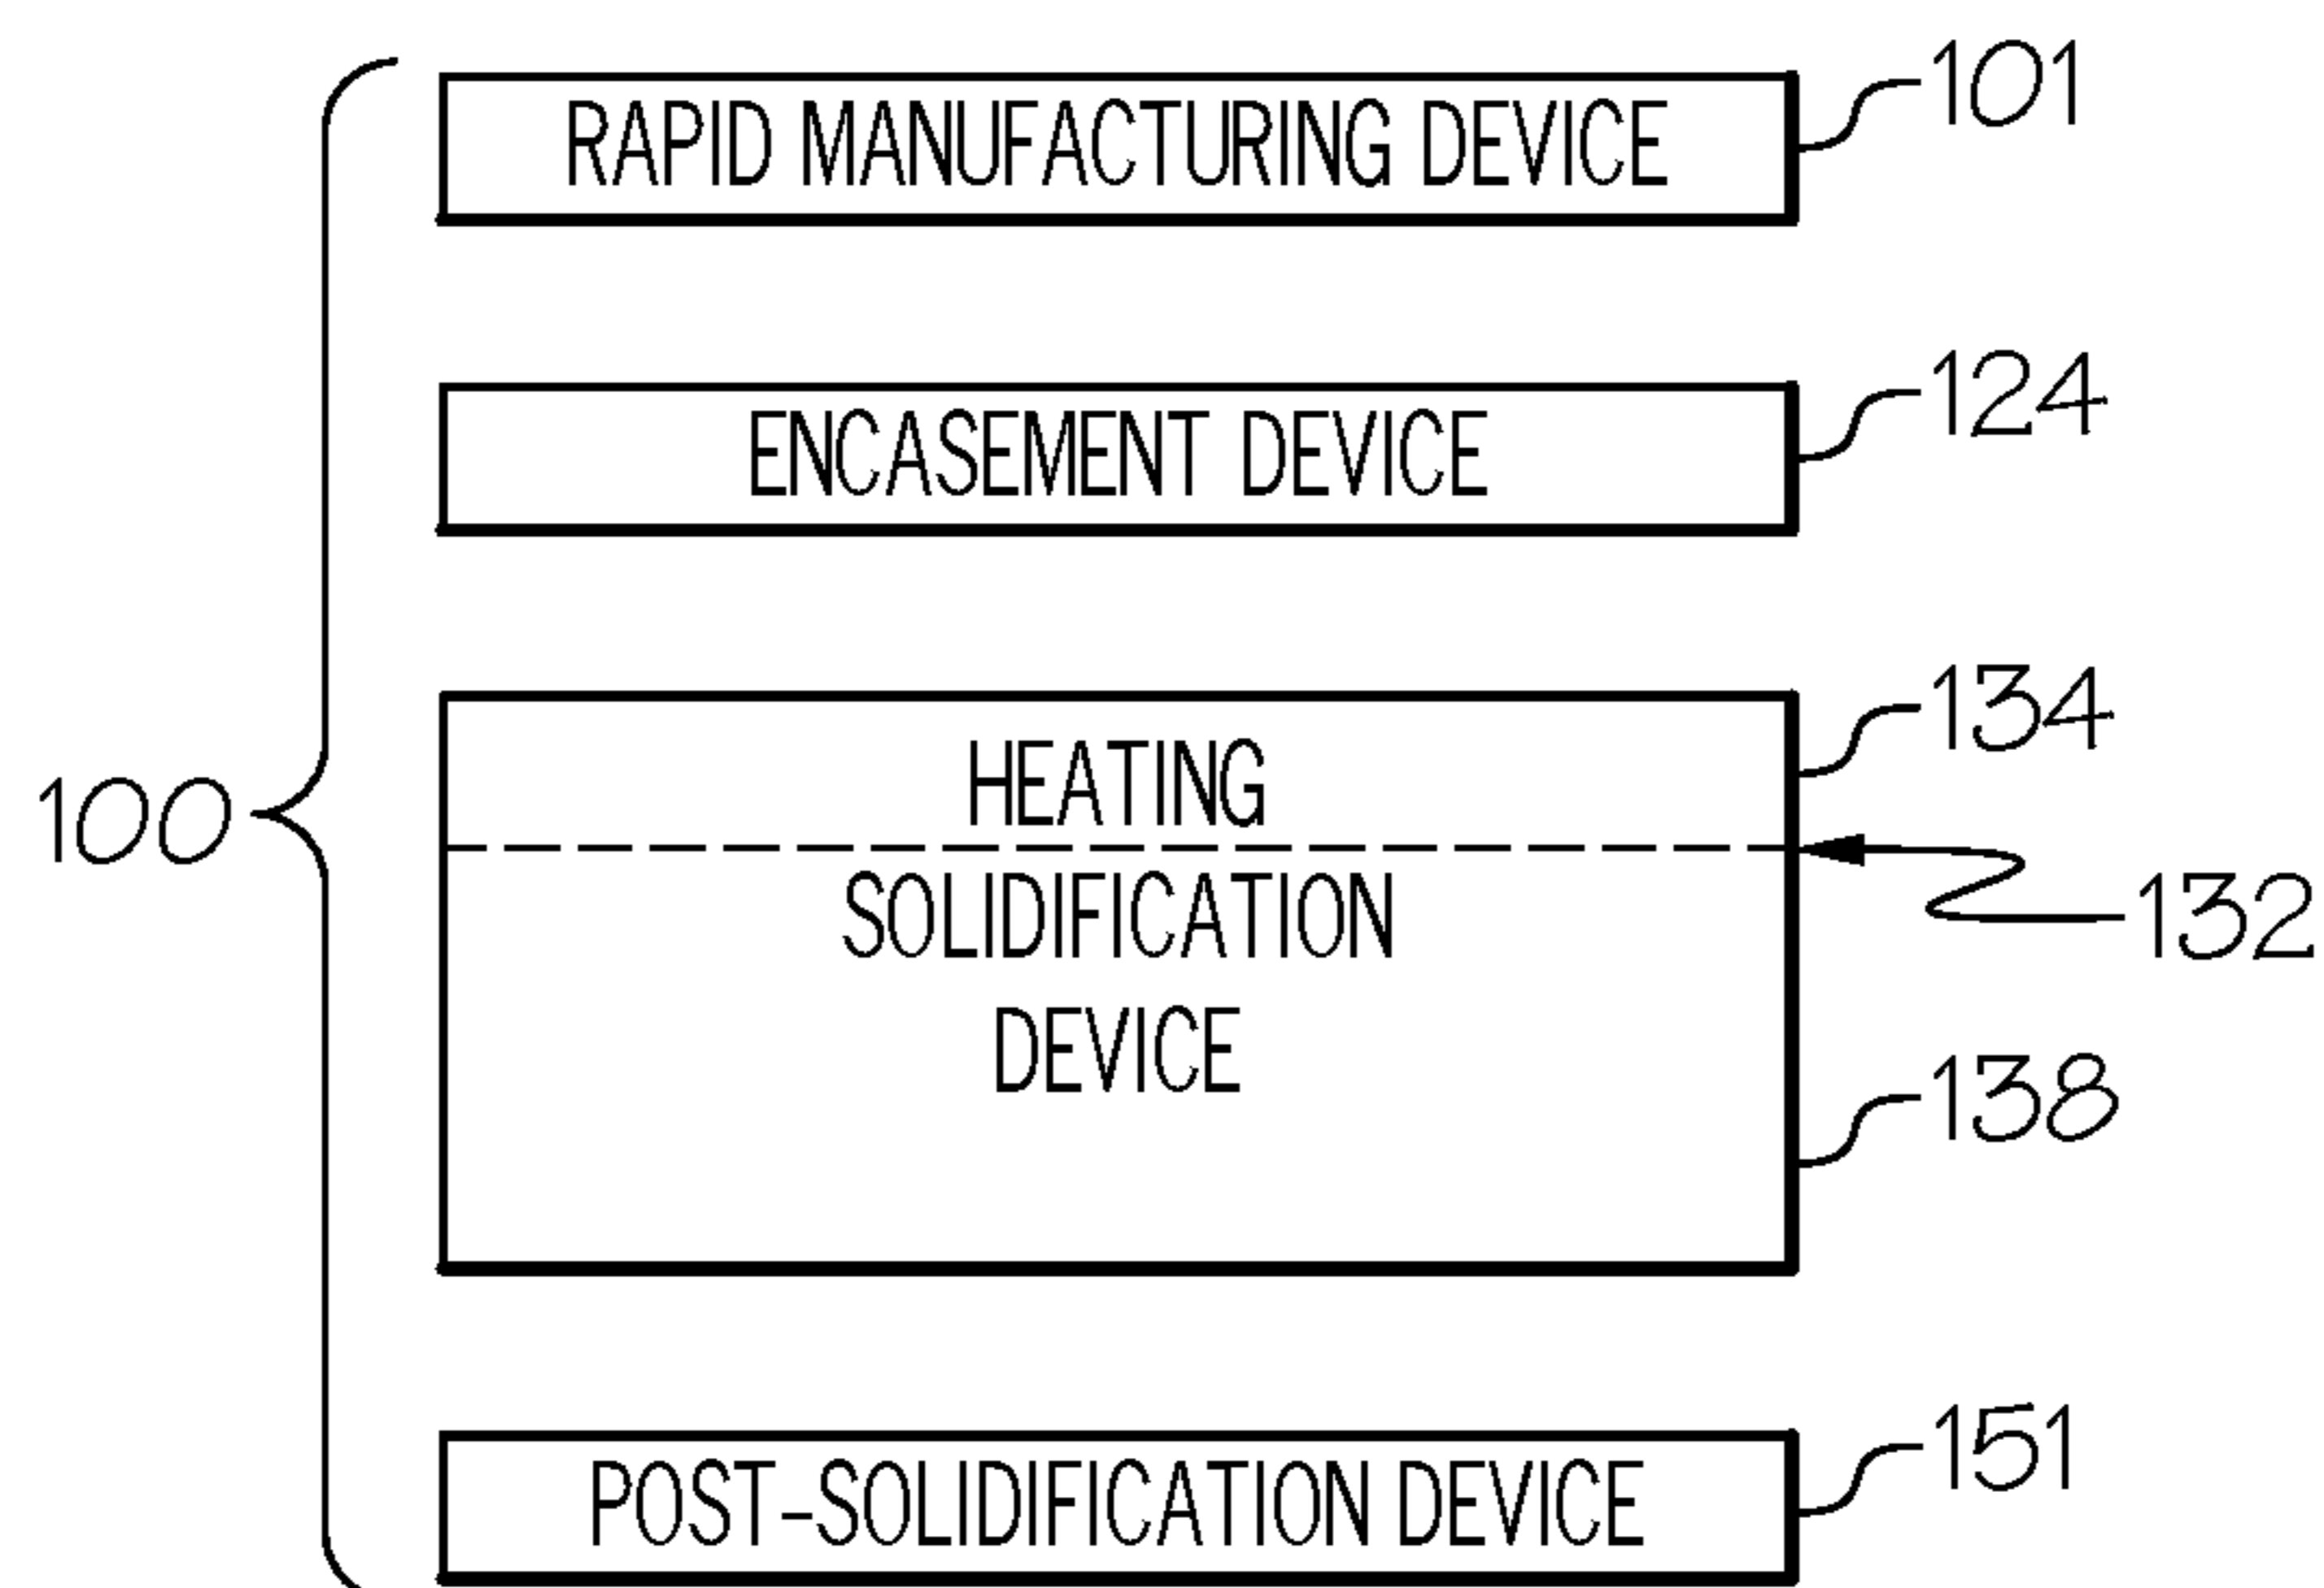 RAPID MANUFACTURING DEVICE
101
ENCASEMENT DEVICE
124
134
HEATING
100
SOLIDIFICATION
132
DEVICE
138
POST-SOLIDIFICATION DEVICE
151